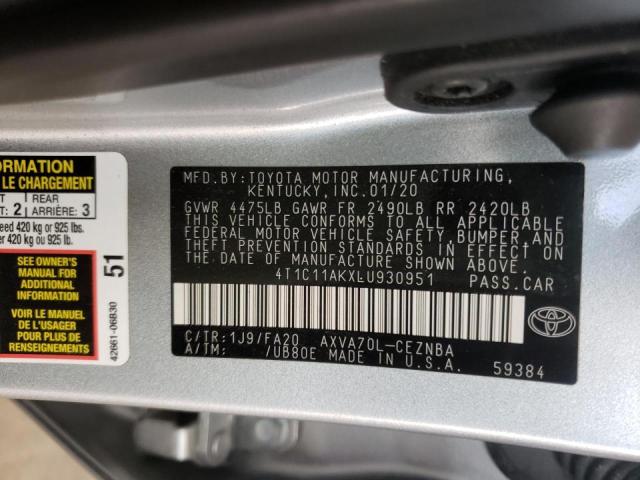 ORMATION
LE CHARGEMENT
2 REAR 3
: 2 ARRIÈRE: 3
eed 420 kg or 925 lbs.
r 420 kg ou 925 lb.
SEE OWNER'S
MANUAL FOR
ADDITIONAL
INFORMATION
VOIR LE MANUEL
DE L'USAGER
POUR PLUS DE
RENSEIGNEMENTS
51
42661-06B30
MFD.BY:TOYOTA MOTOR MANUFACTURING,
KENTUCKY, INC. 01/20
GVWR 4475LB GAWR FR 2490LB RR 2420LB
THIS VEHICLE CONFORMS TO ALL APPLICABLE
FEDERAL MOTOR VEHICLE SAFETY, BUMPER, AND
THEFT PREVENTION STANDARDS IN EFFECT ON
THE DATE OF MANUFACTURE SHOWN ABOVE.
4T1C11AKXLU930951 PASS.CAR
C/TR:1J9/FA20 AXVA70L-CEZNBA
A/TM: /UB80E MADE IN U.S.A.
59384